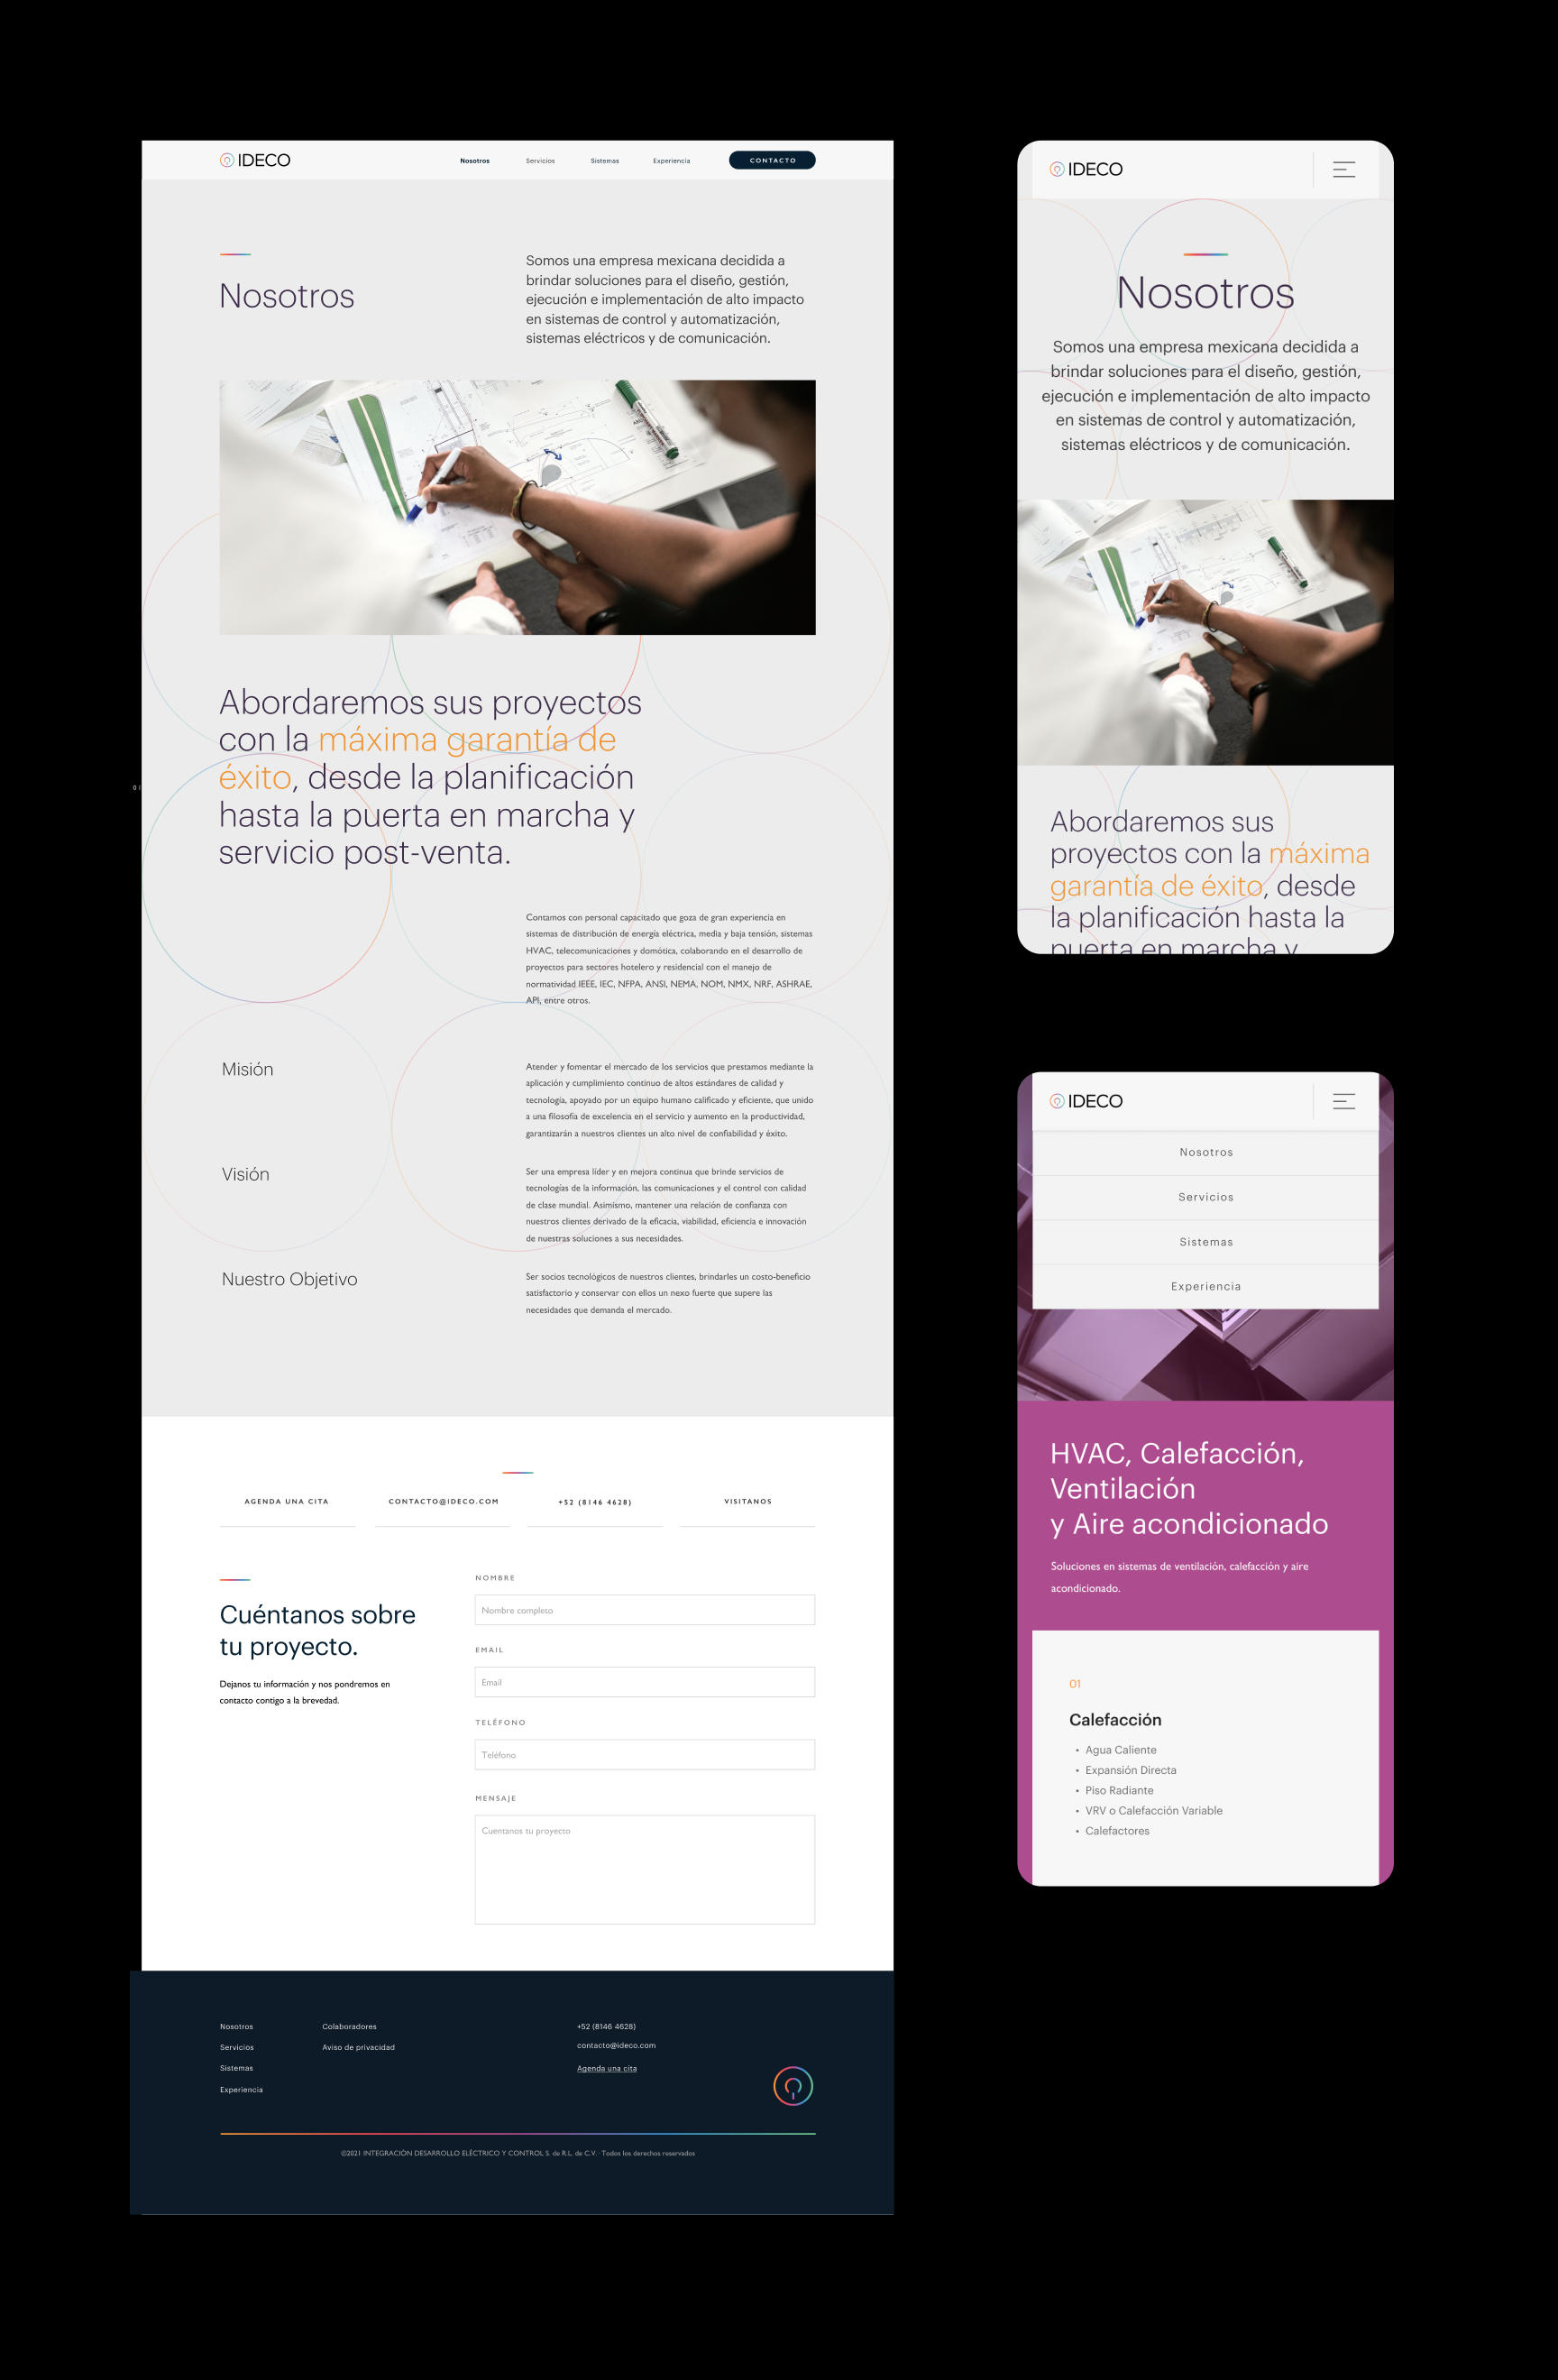 IDECO
Nosotros
Servicios
Sistemas
Experiencia
CONTACTO
Nosotros
Somos una empresa mexicana decidida a
brindar soluciones para el diseño, gestión,
ejecución e implementación de alto impacto
en sistemas de control y automatización,
sistemas eléctricos y de comunicación.
Abordaremos sus proyectos
con la máxima garantía de
éxito, desde la planificación
hasta la puerta en marcha y
servicio post-venta.
01
Contamos con personal capacitado que goza de gran experiencia en
sistemas de distribución de energía eléctrica, media y baja tensión, sistemas
HVAC, telecomunicaciones y domótica, colaborando en el desarrollo de
proyectos para sectores hotelero y residencial con el manejo de
normatividad IEEE, IEC, NFPA, ANSI, NEMA, NOM, NMX, NRF, ASHRAE,
API, entre otros.
Misión
Atender y fomentar el mercado de los servicios que prestamos mediante la
aplicación y cumplimiento continuo de altos estándares de calidad y
tecnología, apoyado por un equipo humano calificado y eficiente, que unido
a una filosofía de excelencia en el servicio y aumento en la productividad,
garantizarán a nuestros clientes un alto nivel de confiabilidad y éxito.
Visión
Ser una empresa líder y en mejora continua que brinde servicios de
tecnologías de la información, las comunicaciones y el control con calidad
de clase mundial. Asimismo, mantener una relación de confianza con
nuestros clientes derivado de la eficacia, viabilidad, eficiencia e innovación
de nuestras soluciones a sus necesidades.
Nuestro Objetivo
Ser socios tecnológicos de nuestros clientes, brindarles un costo-beneficio
satisfactorio y conservar con ellos un nexo fuerte que supere las
necesidades que demanda el mercado.
AGENDA UNA CITA
CONTACTO@IDECO.COM
+52 (8146 4628)
VISITANOS
Cuéntanos sobre
tu proyecto.
Dejanos tu información y nos pondremos en
contacto contigo a la brevedad.
NOMBRE
Nombre completo
EMAIL
Email
TELÉFONO
Teléfono
MENSAJE
Cuentanos tu proyecto
Nosotros
Servicios
Sistemas
Experiencia
Colaboradores
Aviso de privacidad
+52 (8146 4628)
contacto@ideco.com
Agenda una cita
©2021 INTEGRACIÓN DESARROLLO ELÉCTRICO Y CONTROL S. de R.L. de C.V. · Todos los derechos reservados
IDECO
Nosotros
Somos una empresa mexicana decidida a
brindar soluciones para el diseño, gestión,
ejecución e implementación de alto impacto
en sistemas de control y automatización,
sistemas eléctricos y de comunicación.
Abordaremos sus
proyectos con la máxima
garantía de éxito, desde
la planificación hasta la
puerta en marcha y
IDECO
Nosotros
Servicios
Sistemas
Experiencia
HVAC, Calefacción,
Ventilación
y Aire acondicionado
Soluciones en sistemas de ventilación, calefacción y aire
acondicionado.
01
Calefacción
• Agua Caliente
• Expansión Directa
• Piso Radiante
• VRV o Calefacción Variable
• Calefactores